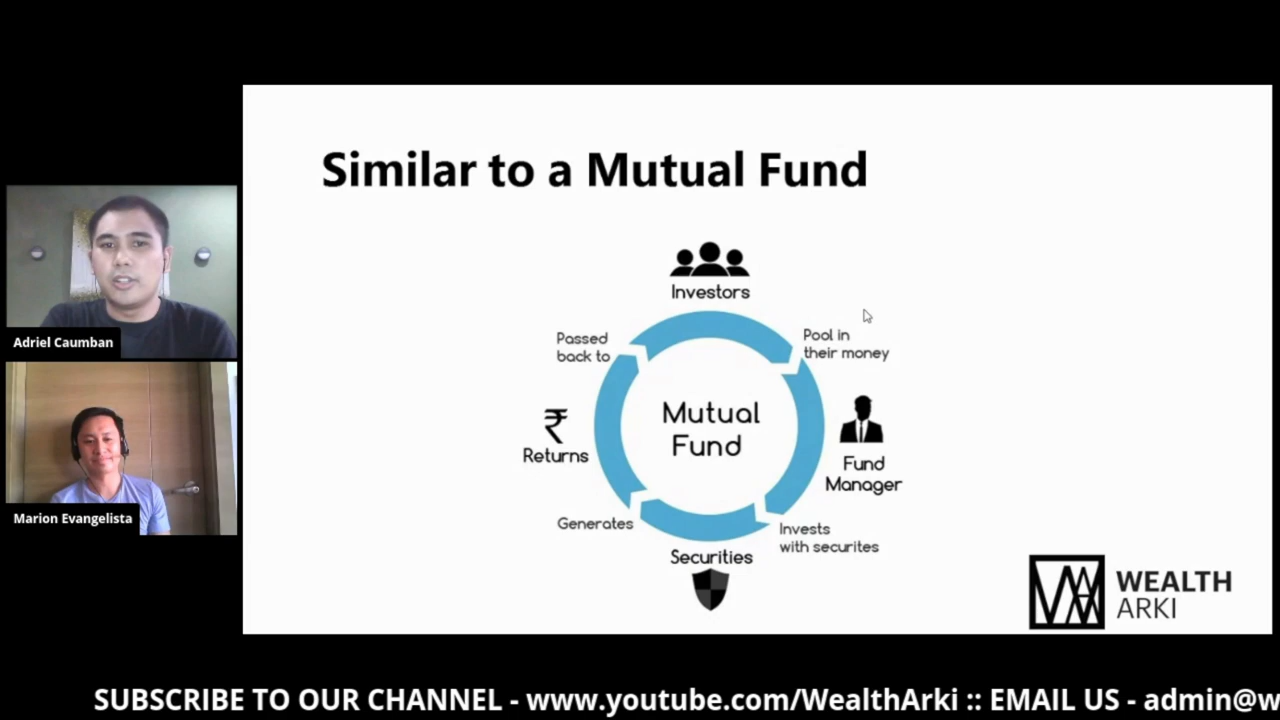 Similar to a Mutual Fund
Investors
Passed
back to
Pool in
their money
Mutual
Fund
₹
Returns
Fund
Manager
Generates
Invests
with securites
Securities
Adriel Caumban
Marion Evangelista
WEALTH
ARKI
SUBSCRIBE TO OUR CHANNEL - www.youtube.com/WealthArki :: EMAIL US - admin@w